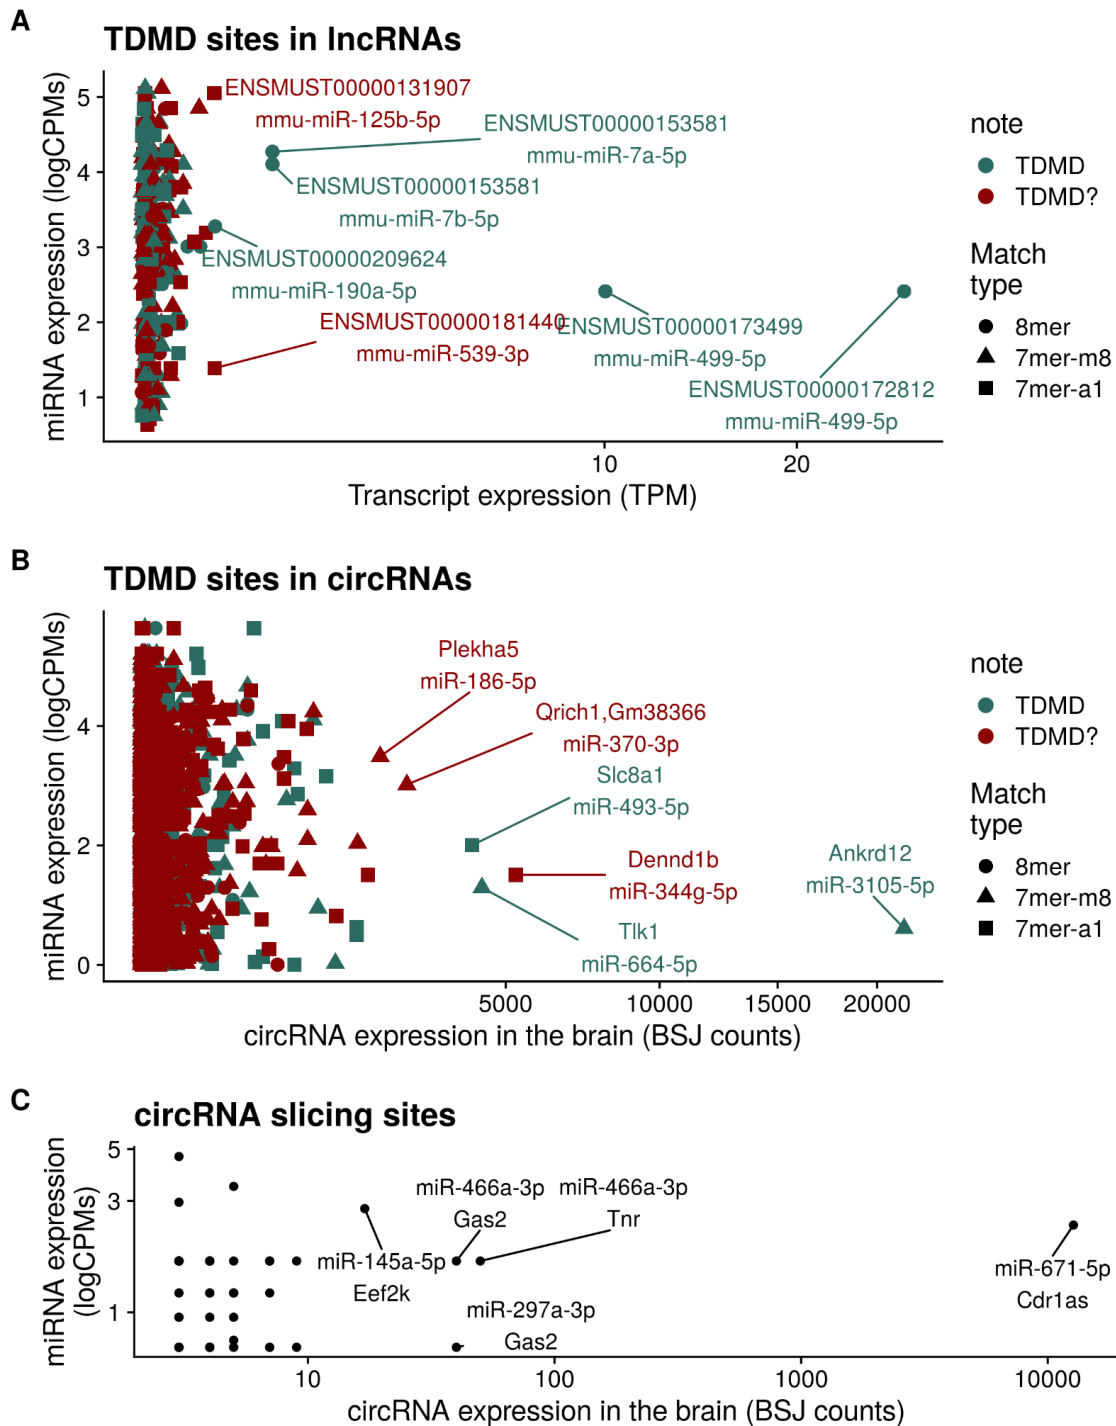 A
TDMD sites in lncRNAs
miRNA expression (logCPMs)
5
4
3
2
1
ENSMUST00000131907
mmu-miR-125b-5p
ENSMUST00000153581
mmu-miR-7a-5p
ENSMUST00000153581
mmu-miR-7b-5p
ENSMUST00000209624
mmu-miR-190a-5p
ENSMUST00000181440
mmu-miR-539-3p
ENSMUST00000173499
mmu-miR-499-5p
ENSMUST00000172812
mmu-miR-499-5p
10
20
Transcript expression (TPM)
note
TDMD
TDMD?
Match
type
8mer
7mer-m8
7mer-a1
B
TDMD sites in circRNAs
miRNA expression (logCPMs)
4
2
0
Plekha5
miR-186-5p
Qrich1,Gm38366
miR-370-3p
Slc8a1
miR-493-5p
Dennd1b
miR-344g-5p
Ankrd12
miR-3105-5p
Tlk1
miR-664-5p
5000
10000
15000
20000
circRNA expression in the brain (BSJ counts)
note
TDMD
TDMD?
Match
type
8mer
7mer-m8
7mer-a1
C
circRNA slicing sites
miRNA expression
(logCPMs)
5
3
1
miR-466a-3p
Gas2
miR-466a-3p
Tnr
miR-145a-5p
Eef2k
miR-297a-3p
Gas2
miR-671-5p
Cdr1as
10
100
1000
10000
circRNA expression in the brain (BSJ counts)